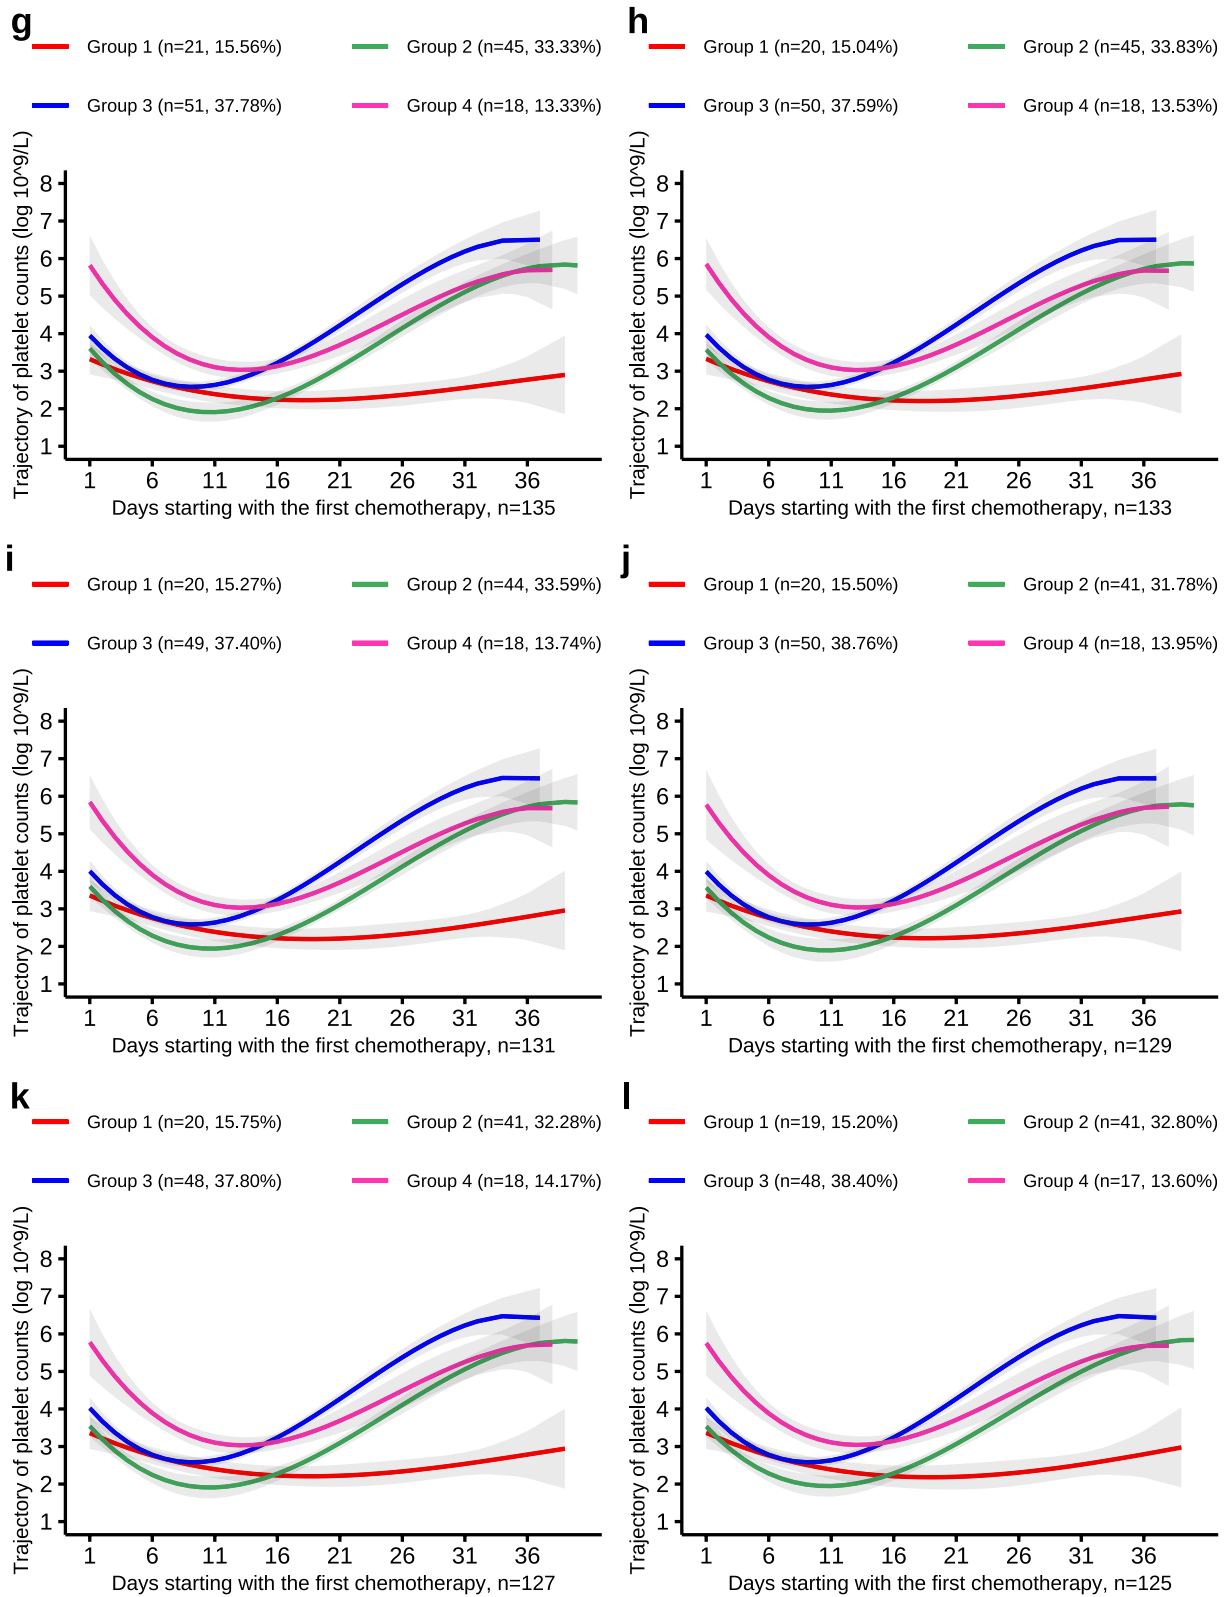 g
Group 1 (n=21, 15.56%)
Group 2 (n=45, 33.33%)
Group 3 (n=51, 37.78%)
Group 4 (n=18, 13.33%)
Trajectory of platelet counts (log 10^9/L)
8
7
6
5
4
3
2
1
1 6 11 16 21 26 31 36
Days starting with the first chemotherapy, n=135
h
Group 1 (n=20, 15.04%)
Group 2 (n=45, 33.83%)
Group 3 (n=50, 37.59%)
Group 4 (n=18, 13.53%)
Trajectory of platelet counts (log 10^9/L)
8
7
6
5
4
3
2
1
1 6 11 16 21 26 31 36
Days starting with the first chemotherapy, n=133
i
Group 1 (n=20, 15.27%)
Group 2 (n=44, 33.59%)
Group 3 (n=49, 37.40%)
Group 4 (n=18, 13.74%)
Trajectory of platelet counts (log 10^9/L)
8
7
6
5
4
3
2
1
1 6 11 16 21 26 31 36
Days starting with the first chemotherapy, n=131
j
Group 1 (n=20, 15.50%)
Group 2 (n=41, 31.78%)
Group 3 (n=50, 38.76%)
Group 4 (n=18, 13.95%)
Trajectory of platelet counts (log 10^9/L)
8
7
6
5
4
3
2
1
1 6 11 16 21 26 31 36
Days starting with the first chemotherapy, n=129
k
Group 1 (n=20, 15.75%)
Group 2 (n=41, 32.28%)
Group 3 (n=48, 37.80%)
Group 4 (n=18, 14.17%)
Trajectory of platelet counts (log 10^9/L)
8
7
6
5
4
3
2
1
1 6 11 16 21 26 31 36
Days starting with the first chemotherapy, n=127
l
Group 1 (n=19, 15.20%)
Group 2 (n=41, 32.80%)
Group 3 (n=48, 38.40%)
Group 4 (n=17, 13.60%)
Trajectory of platelet counts (log 10^9/L)
8
7
6
5
4
3
2
1
1 6 11 16 21 26 31 36
Days starting with the first chemotherapy, n=125